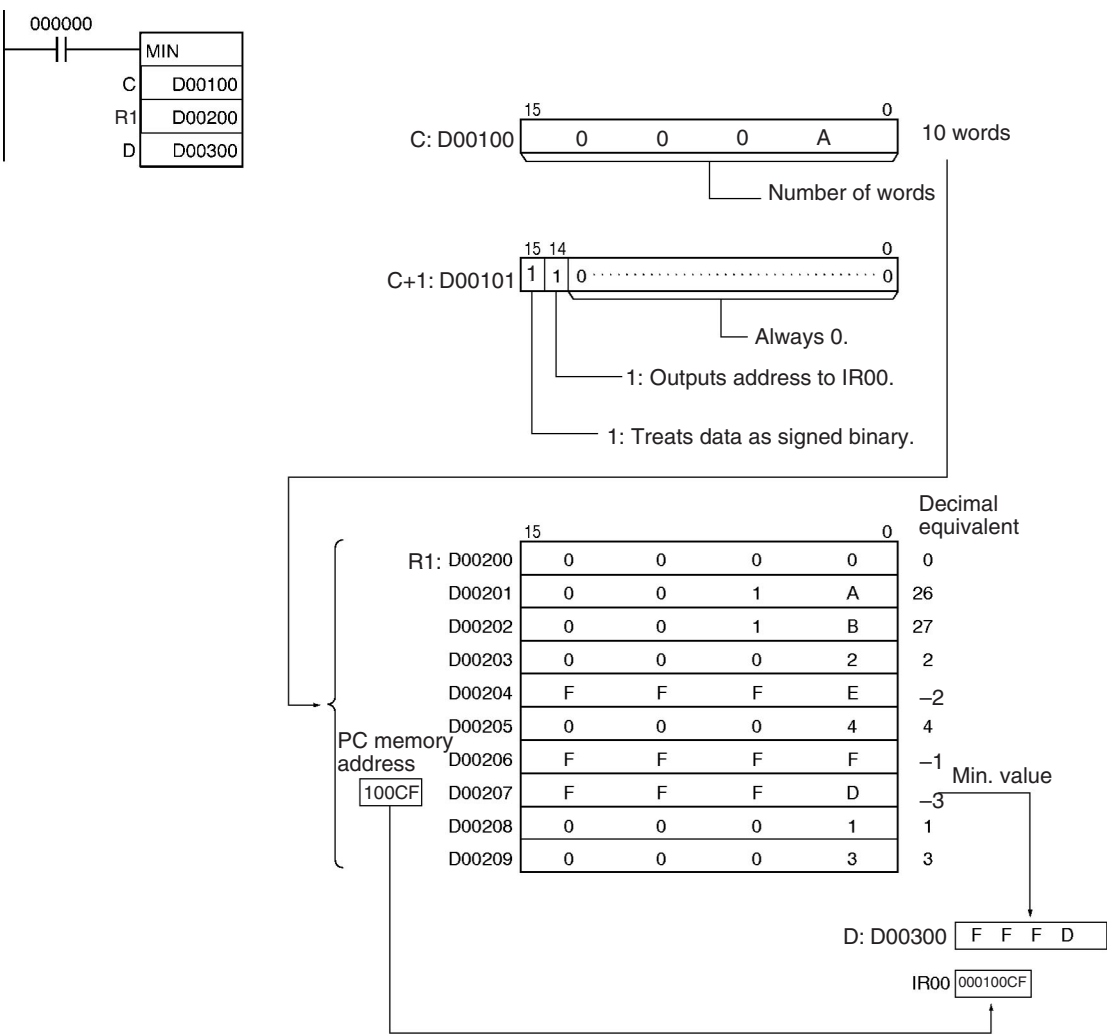 000000
MIN
C D00100
R1 D00200
D D00300
15 0
C: D00100 0 0 0 A 10 words
Number of words
15 14 0
C+1: D00101 1 1 0 0
Always 0.
1: Outputs address to IR00.
1: Treats data as signed binary.
Decimal
equivalent
15 0
R1: D00200 0 0 0 0 0
D00201 0 0 1 A 26
D00202 0 0 1 B 27
D00203 0 0 0 2 2
D00204 F F F E –2
D00205 0 0 0 4 4
PC memory
address
D00206 F F F F –1
Min. value
100CF D00207 F F F D –3
D00208 0 0 0 1 1
D00209 0 0 0 3 3
D: D00300 F F F D
IR00 000100CF